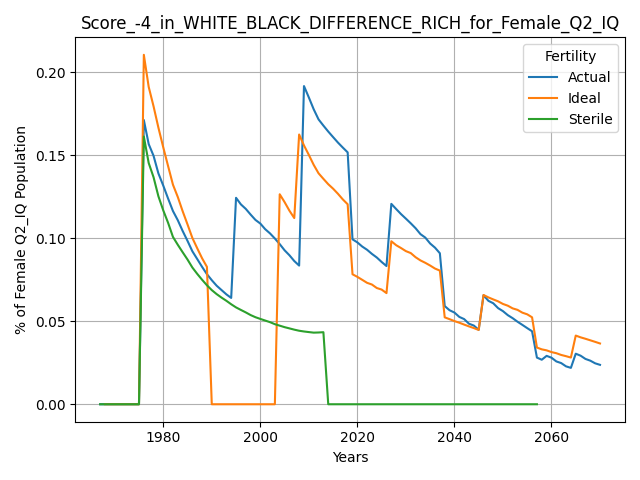 Score_-4_in_WHITE_BLACK_DIFFERENCE_RICH_for_Female_Q2_IQ
Fertility
Actual
Ideal
Sterile
% of Female Q2_IQ Population
0.20
0.15
0.10
0.05
0.00
1980 2000 2020 2040 2060
Years